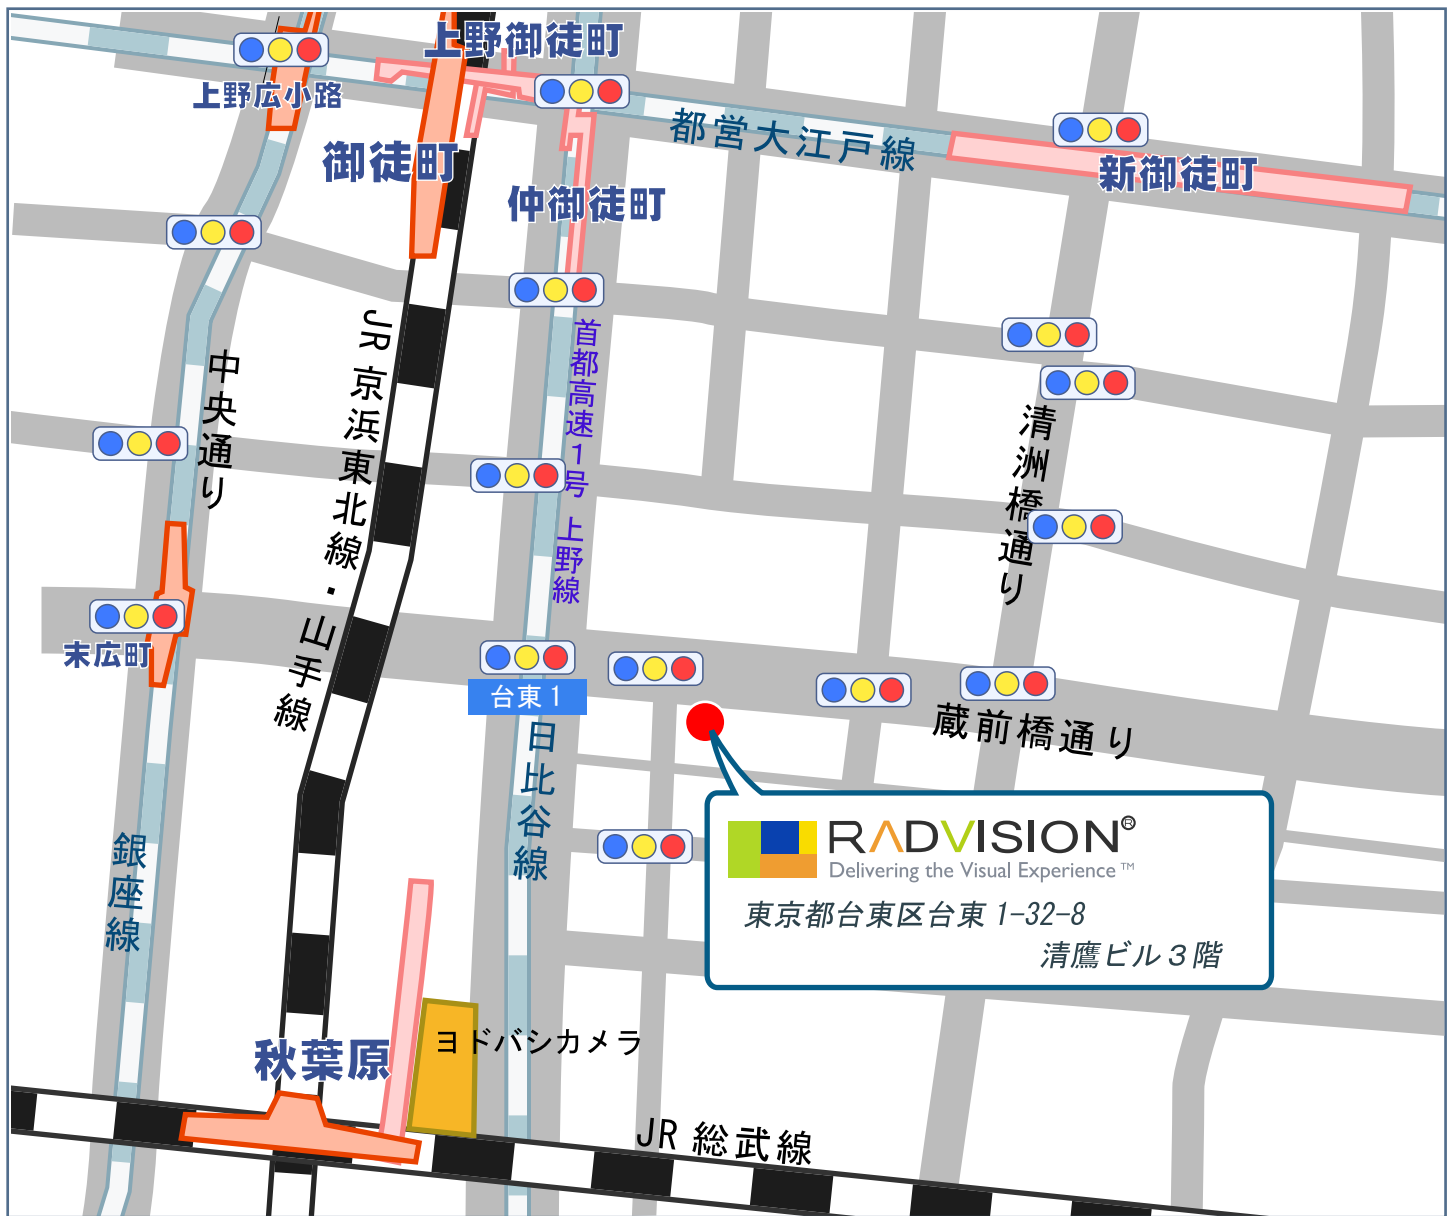 上野御徒町
上野広小路
御徒町
都営大江戸線
新御徒町
仲御徒町
JR 京浜東北線・山手線
首都高速1号 上野線
中央通り
清洲橋通り
末広町
台東1
蔵前橋通り
日比谷線
銀座線
RADVISION®
Delivering the Visual Experience™
東京都台東区台東 1-32-8
清鷹ビル3階
秋葉原
ヨドバシカメラ
JR 総武線